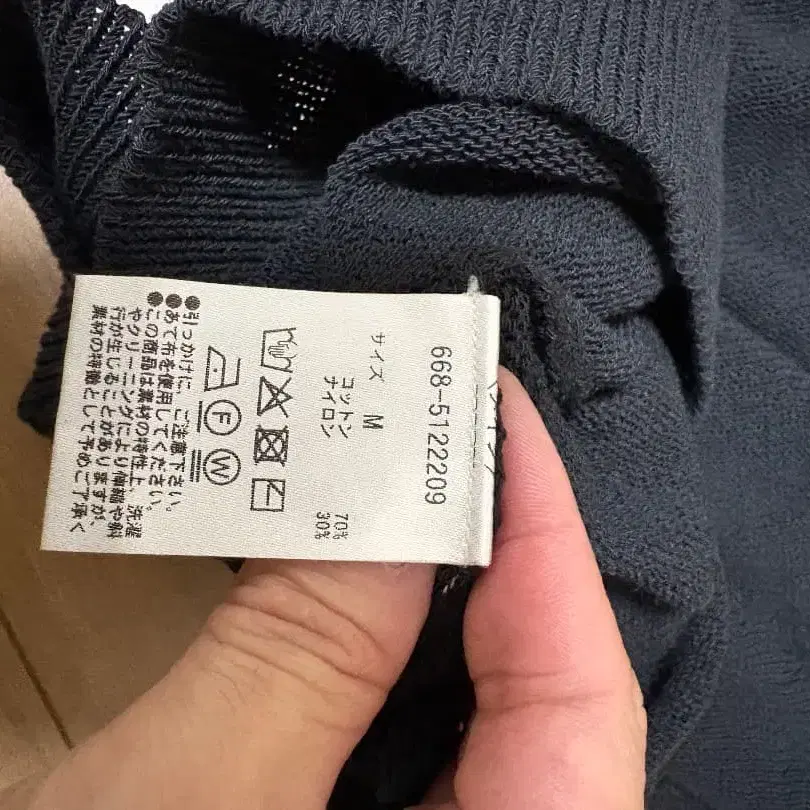 668-5122209
サイズ M
コットン 70%
ナイロン 30%
Ⓕ Ⓦ
●引っかけに、ご注意下さい。
●あて布を使用してください。
●この商品は素材の特性上、洗濯
やクリーニングにより伸縮や斜
行が生じることがありますが、
素材の特徴として予めご了承く